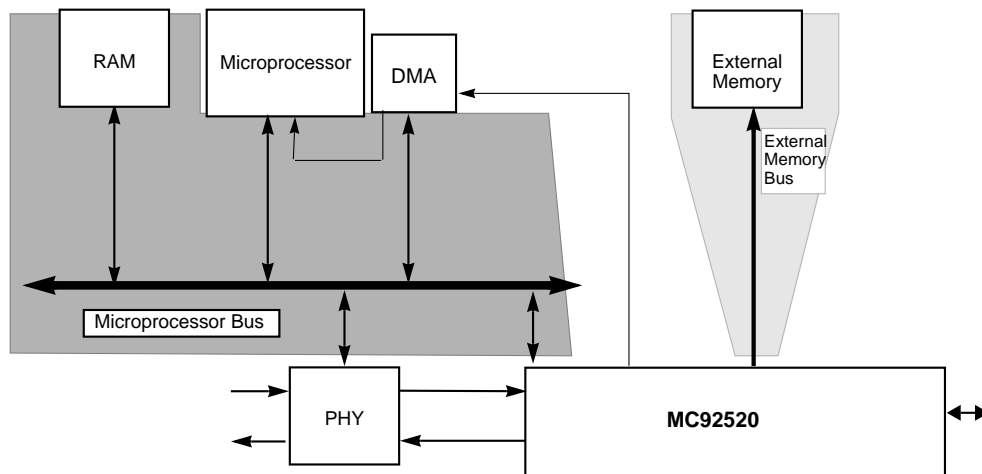 RAM
Microprocessor
DMA
External
Memory
External
Memory
Bus
Microprocessor Bus
PHY
MC92520